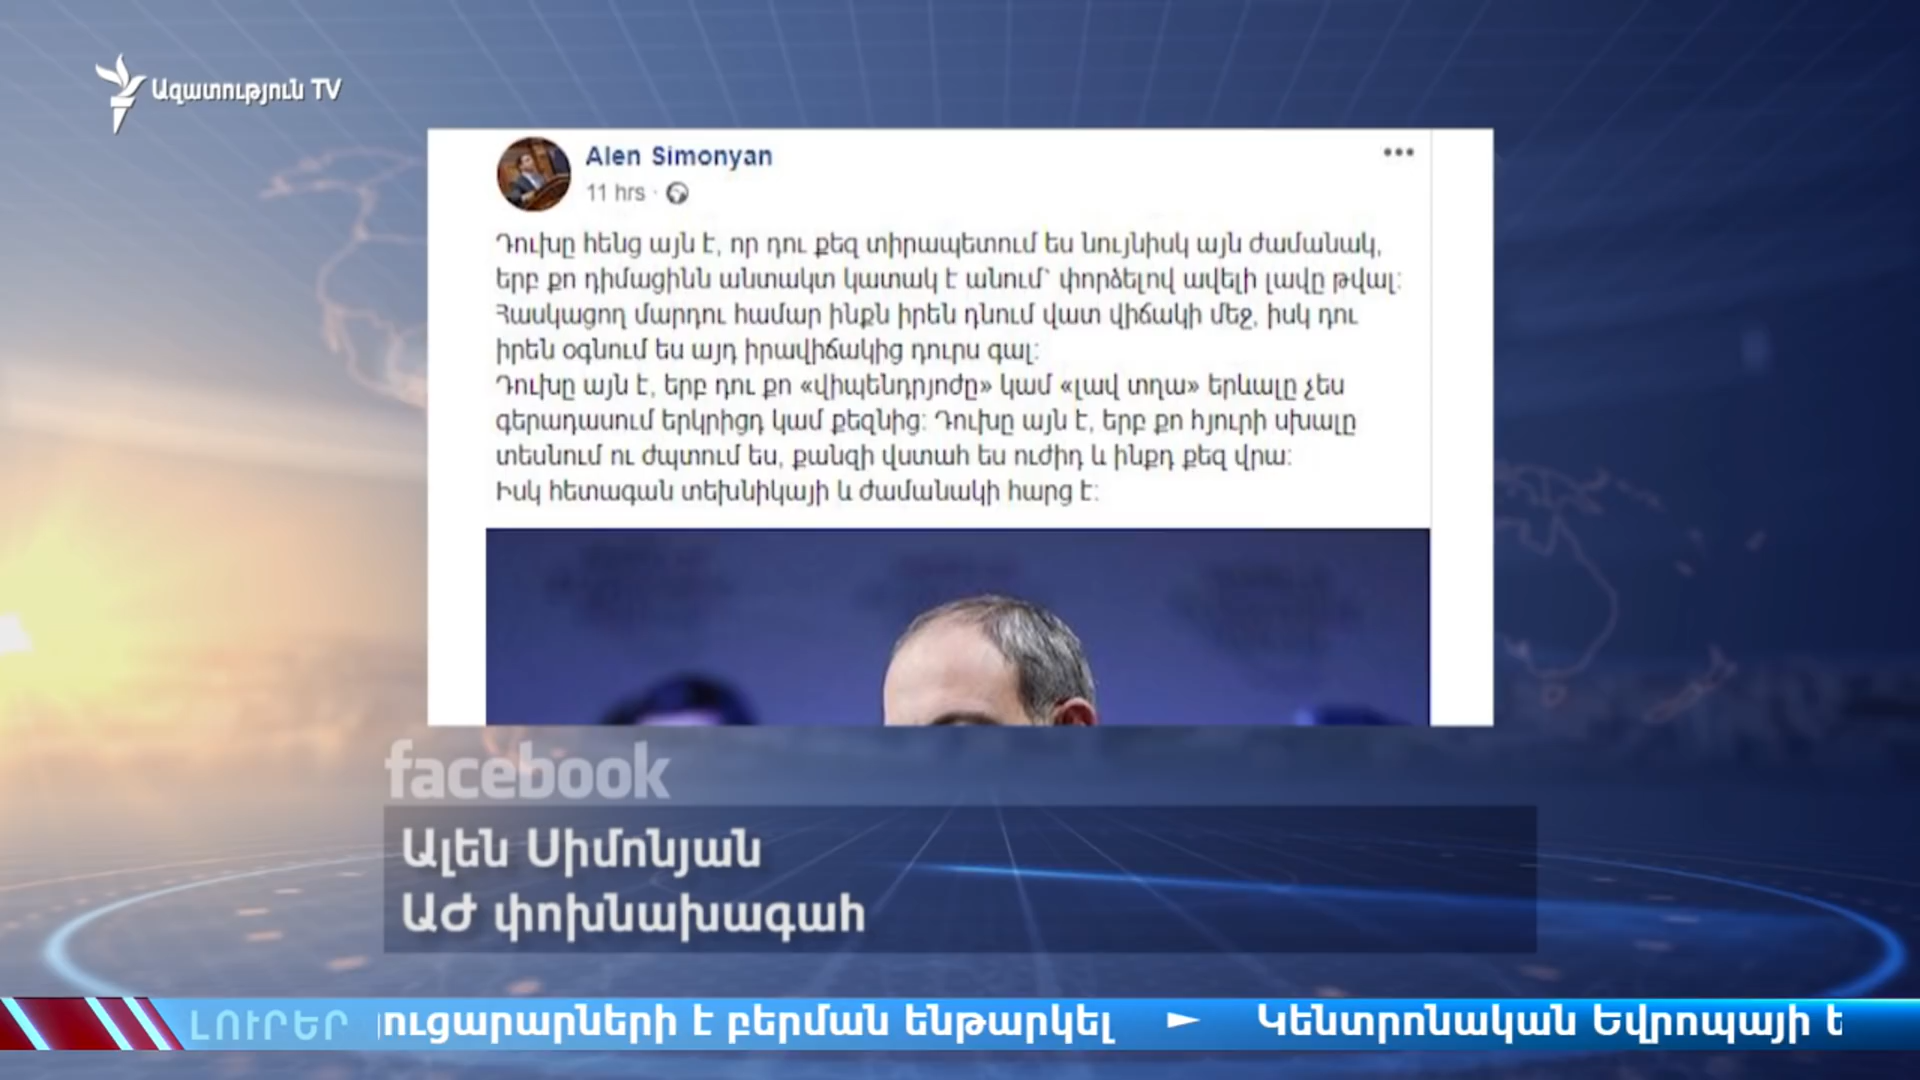 Ազատություն TV
Alen Simonyan
11 hrs ·
Դուխը հենց այն է, որ դու քեզ տիրապետում ես նույնիսկ այն ժամանակ,
երբ քո դիմացինն անտակտ կատակ է անում՝ փորձելով ավելի լավը թվալ։
Հասկացող մարդու համար ինքն իրեն դնում վատ վիճակի մեջ, իսկ դու
իրեն օգնում ես այդ իրավիճակից դուրս գալ։
Դուխը այն է, երբ դու քո «վիպենդրյոժը» կամ «լավ տղա» երևալը չես
գերադասում երկրիցդ կամ քեզնից։ Դուխը այն է, երբ քո հյուրի սխալը
տեսնում ու ժպտում ես, քանզի վստահ ես ուժիդ և ինքդ քեզ վրա։
Իսկ հետագան տեխնիկայի և ժամանակի հարց է։
facebook
Ալեն Սիմոնյան
ԱԺ փոխնախագահ
ԼՈՒՐԵՐ
է բերման ենթարկել ► Կենտրոնական Եվրոպայի